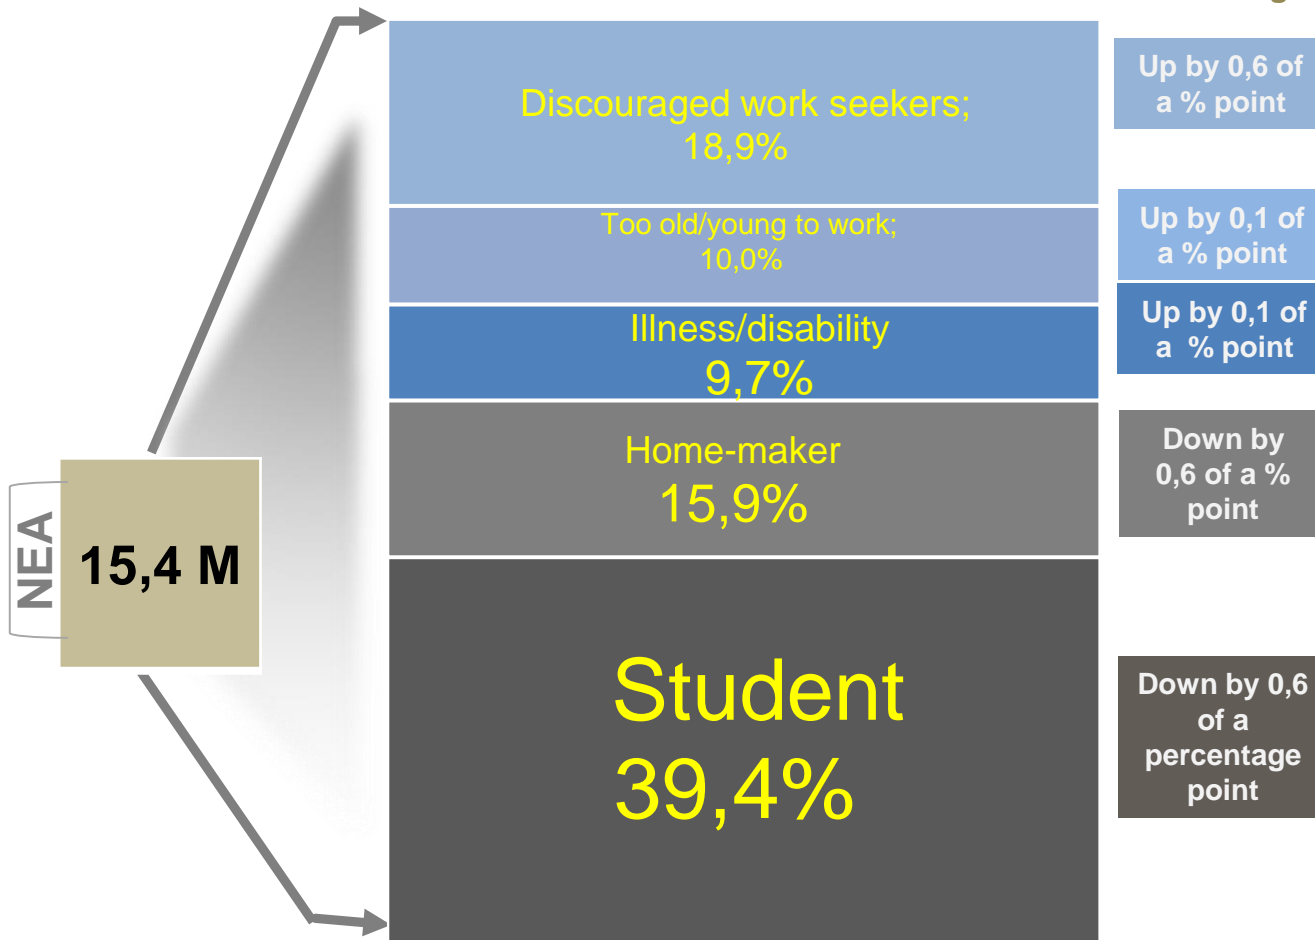 Discouraged work seekers;
18,9%
Up by 0,6 of
a % point
Too old/young to work;
10,0%
Up by 0,1 of
a % point
Illness/disability
9,7%
Up by 0,1 of
a % point
Home-maker
15,9%
Down by
0,6 of a %
point
NEA
15,4 M
Student
39,4%
Down by 0,6
of a
percentage
point